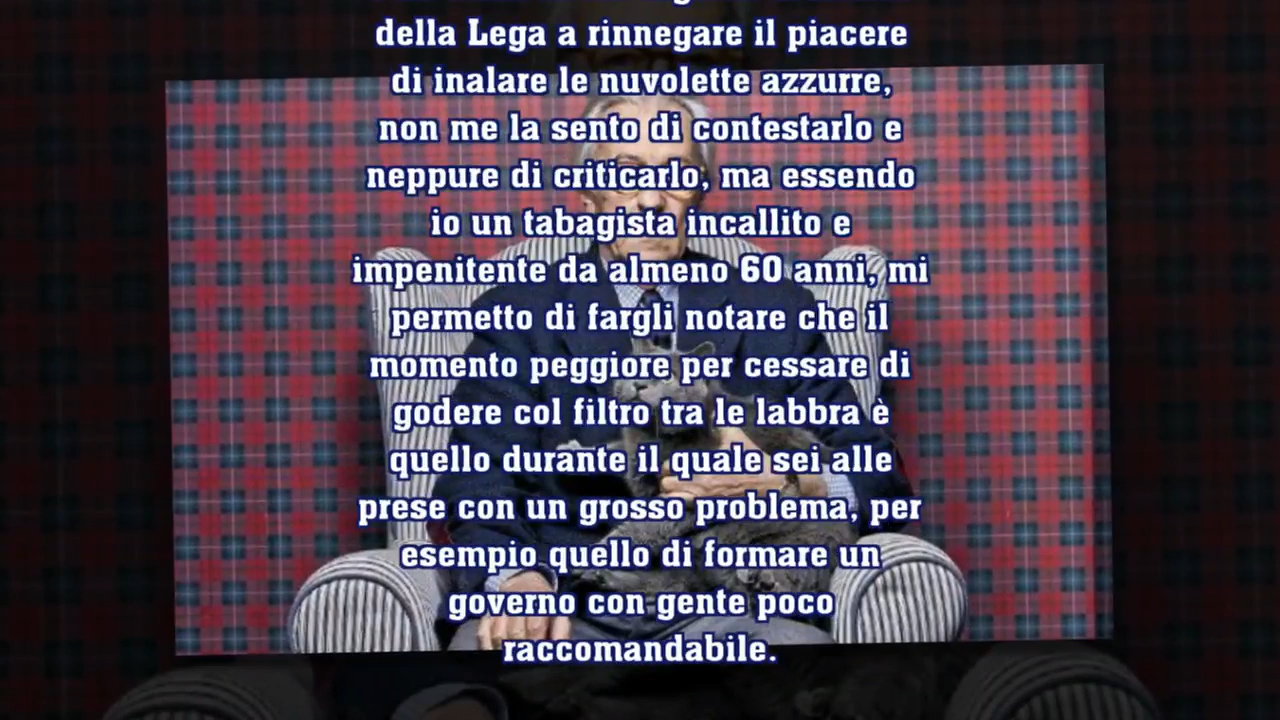 della Lega a rinnegare il piacere
di inalare le nuvolette azzurre,
non me la sento di contestarlo e
neppure di criticarlo, ma essendo
io un tabagista incallito e
impenitente da almeno 60 anni, mi
permetto di fargli notare che il
momento peggiore per cessare di
godere col filtro tra le labbra è
quello durante il quale sei alle
prese con un grosso problema, per
esempio quello di formare un
governo con gente poco
raccomandabile.